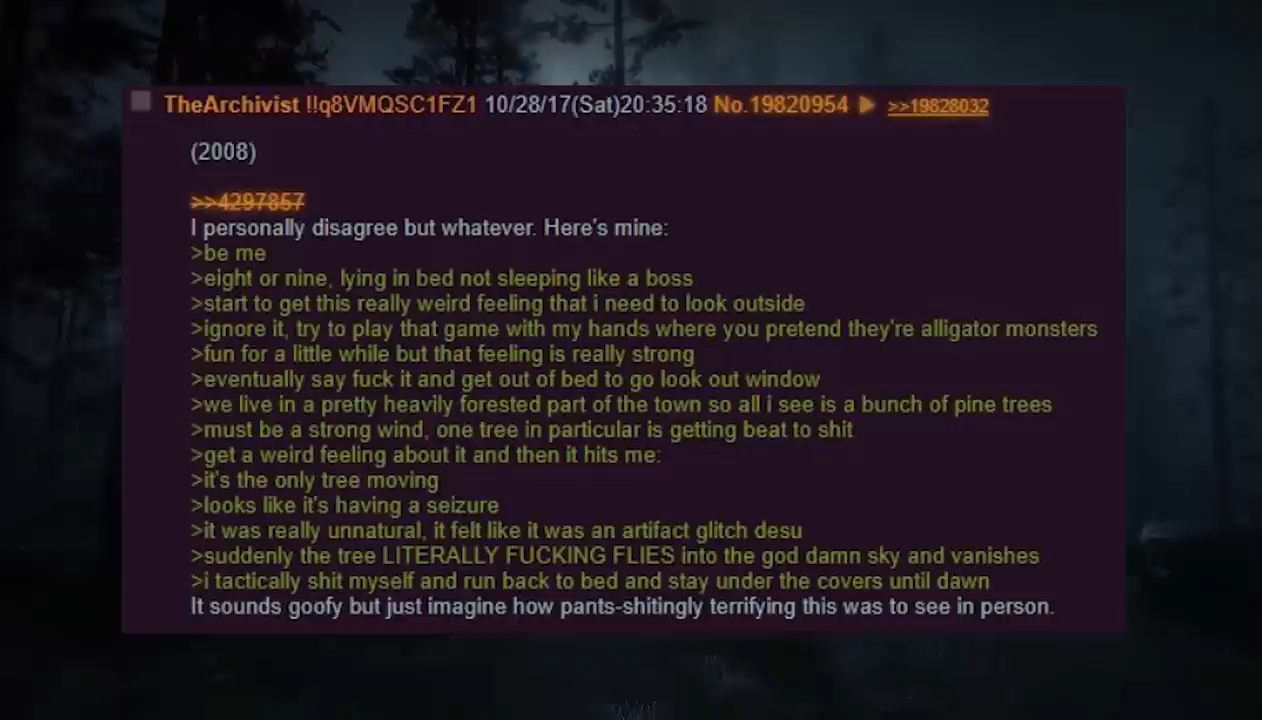 TheArchivist !!q8VMQSC1FZ1 10/28/17(Sat)20:35:18 No.19820954 ▶ >>19828032
(2008)
>>4297857
I personally disagree but whatever. Here's mine:
>be me
>eight or nine, lying in bed not sleeping like a boss
>start to get this really weird feeling that i need to look outside
>ignore it, try to play that game with my hands where you pretend they're alligator monsters
>fun for a little while but that feeling is really strong
>eventually say fuck it and get out of bed to go look out window
>we live in a pretty heavily forested part of the town so all i see is a bunch of pine trees
>must be a strong wind, one tree in particular is getting beat to shit
>get a weird feeling about it and then it hits me:
>it's the only tree moving
>looks like it's having a seizure
>it was really unnatural, it felt like it was an artifact glitch desu
>suddenly the tree LITERALLY FUCKING FLIES into the god damn sky and vanishes
>i tactically shit myself and run back to bed and stay under the covers until dawn
It sounds goofy but just imagine how pants-shitingly terrifying this was to see in person.